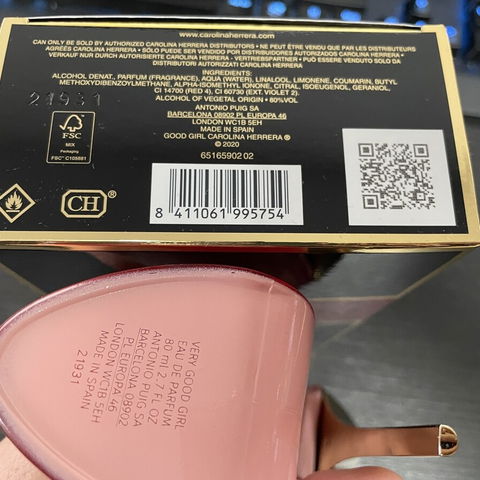 www.carolinaherrera.com
CAN ONLY BE SOLD BY AUTHORIZED CAROLINA HERRERA DISTRIBUTORS • NE PEUT ÊTRE VENDU QUE PAR LES DISTRIBUTEURS
AGRÉÉS CAROLINA HERRERA • SÓLO PUEDE SER VENDIDO POR DISTRIBUIDORES AUTORIZADOS CAROLINA HERRERA •
VERKAUF NUR DURCH AUTORISIERTE CAROLINA HERRERA - VERTRIEBSPARTNER • PUÒ ESSERE VENDUTO SOLO DA
DISTRIBUTORI AUTORIZZATI CAROLINA HERRERA
INGREDIENTS:
ALCOHOL DENAT., PARFUM (FRAGRANCE), AQUA (WATER), LINALOOL, LIMONENE, COUMARIN, BUTYL
METHOXYDIBENZOYLMETHANE, ALPHA-ISOMETHYL IONONE, CITRAL, ISOEUGENOL, GERANIOL,
CI 14700 (RED 4), CI 60730 (EXT. VIOLET 2).
ALCOHOL OF VEGETAL ORIGIN • 80%VOL
ANTONIO PUIG SA
BARCELONA 08902 PL. EUROPA 46
LONDON WC1B 5EH
MADE IN SPAIN
GOOD GIRL CAROLINA HERRERA ®
© 2020
65165902 02
21931
FSC
MIX
Packaging
FSC® C105881
CH®
8 411061 995754
VERY GOOD GIRL
EAU DE PARFUM
80 ml 2.7 FL OZ
ANTONIO PUIG SA
BARCELONA 08902
PL EUROPA 46
LONDON WC1B 5EH
MADE IN SPAIN
21931